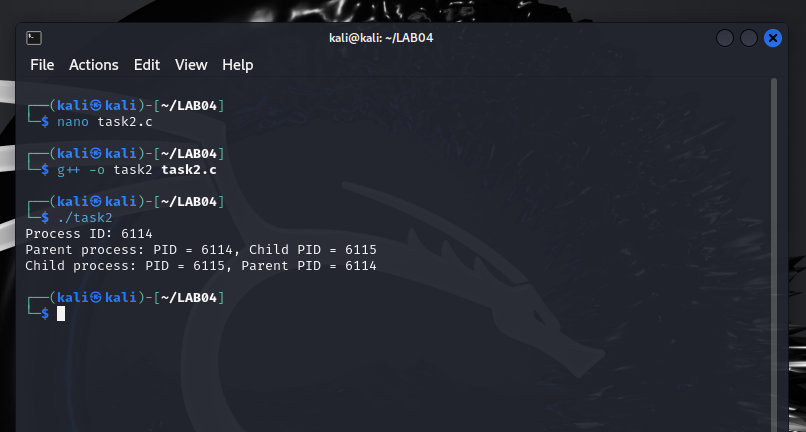 kali@kali: ~/LAB04
File Actions Edit View Help
┌──(kali㉿kali)-[~/LAB04]
└─$ nano task2.c
┌──(kali㉿kali)-[~/LAB04]
└─$ g++ -o task2 task2.c
┌──(kali㉿kali)-[~/LAB04]
└─$ ./task2
Process ID: 6114
Parent process: PID = 6114, Child PID = 6115
Child process: PID = 6115, Parent PID = 6114
┌──(kali㉿kali)-[~/LAB04]
└─$